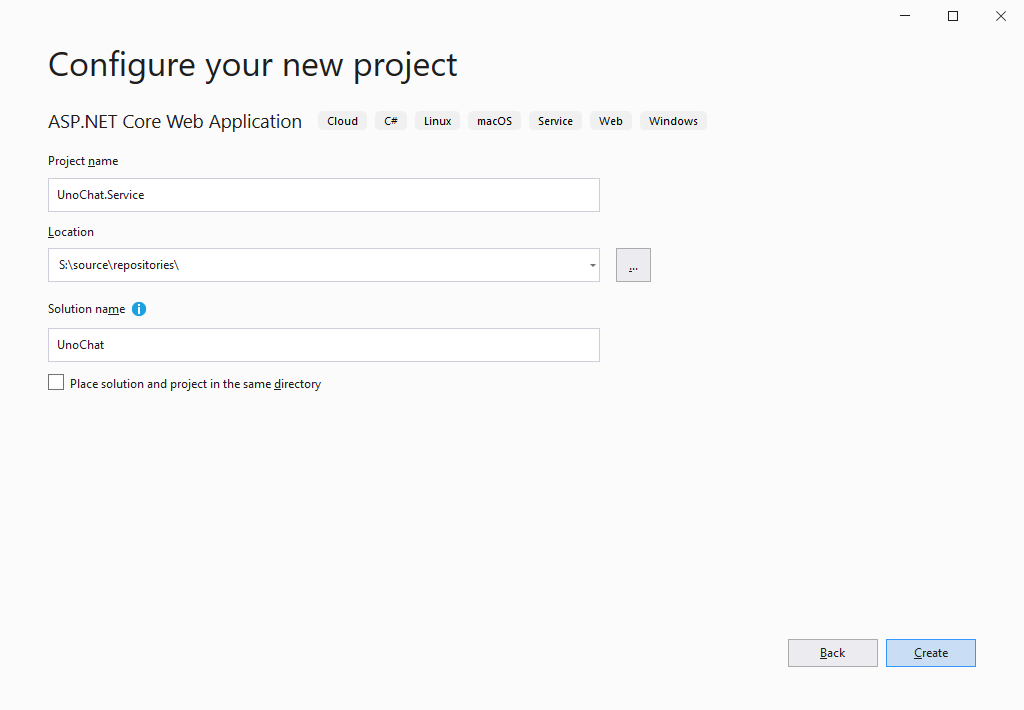 Configure your new project
ASP.NET Core Web Application Cloud C# Linux macOS Service Web Windows
Project name
UnoChat.Service
Location
S:\source\repositories\
...
Solution name
UnoChat
Place solution and project in the same directory
Back Create